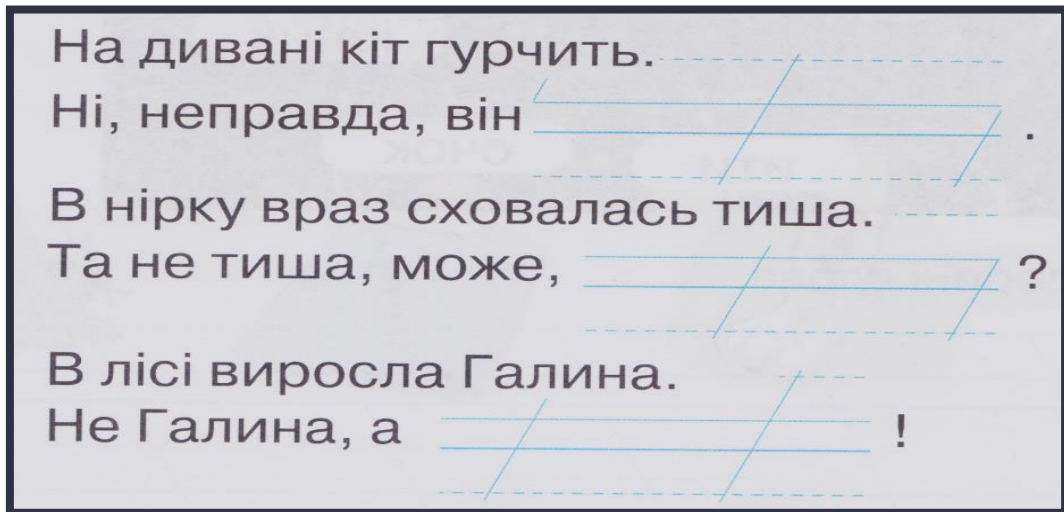 На дивані кіт гурчить.
Ні, неправда, він .
В нірку враз сховалась тиша.
Та не тиша, може, ?
В лісі виросла Галина.
Не Галина, а !